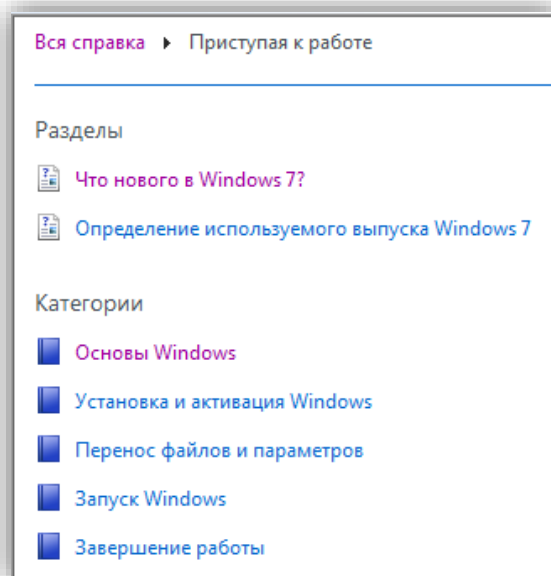 Вся справка ▶ Приступая к работе
Разделы
Что нового в Windows 7?
Определение используемого выпуска Windows 7
Категории
Основы Windows
Установка и активация Windows
Перенос файлов и параметров
Запуск Windows
Завершение работы